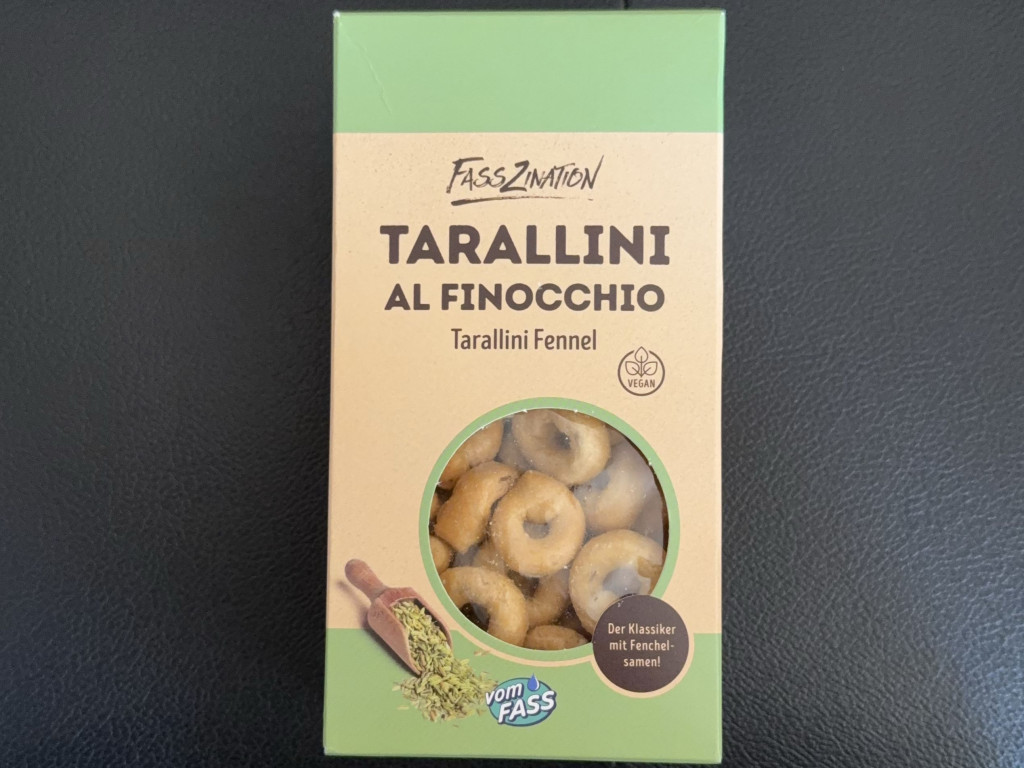 FASSZINATION
TARALLINI
AL FINOCCHIO
Tarallini Fennel
VEGAN
Der Klassiker
mit Fenchel-
samen!
vom
FASS